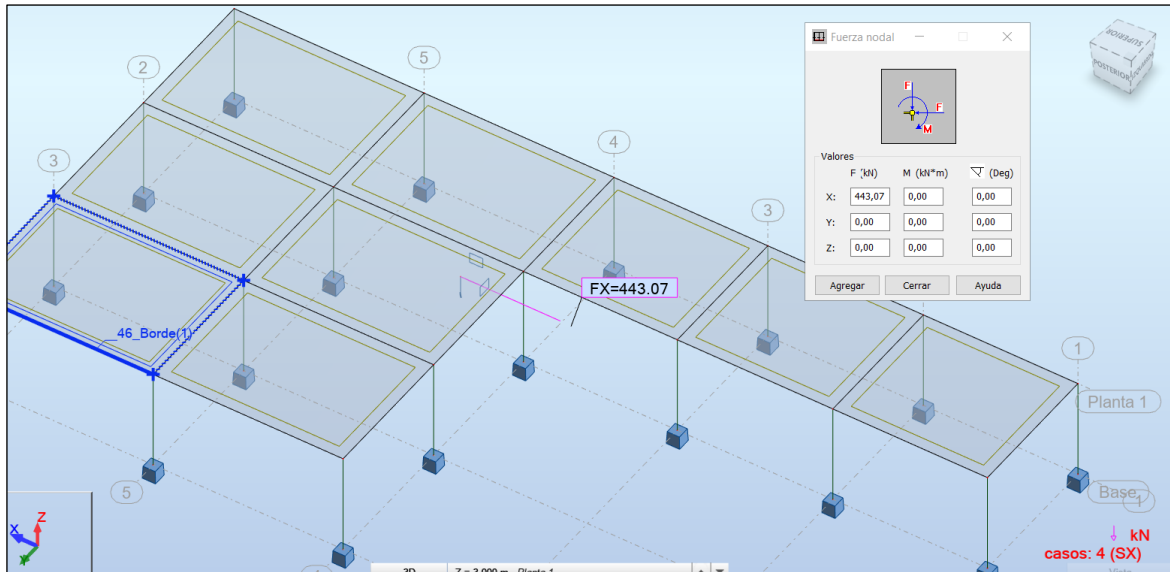 Fuerza nodal
F
F
M
Valores
F (kN) M (kN*m) (Deg)
X: 443,07 0,00 0,00
Y: 0,00 0,00 0,00
Z: 0,00 0,00 0,00
Agregar Cerrar Ayuda
SUPERIOR
POSTERIOR
2
5
3
4
3
1
FX=443.07
46_Borde(1)
Planta 1
5
Base
1
X Z Y
kN
casos: 4 (SX)
3D Z = 3,000 m - Planta 1
Vista